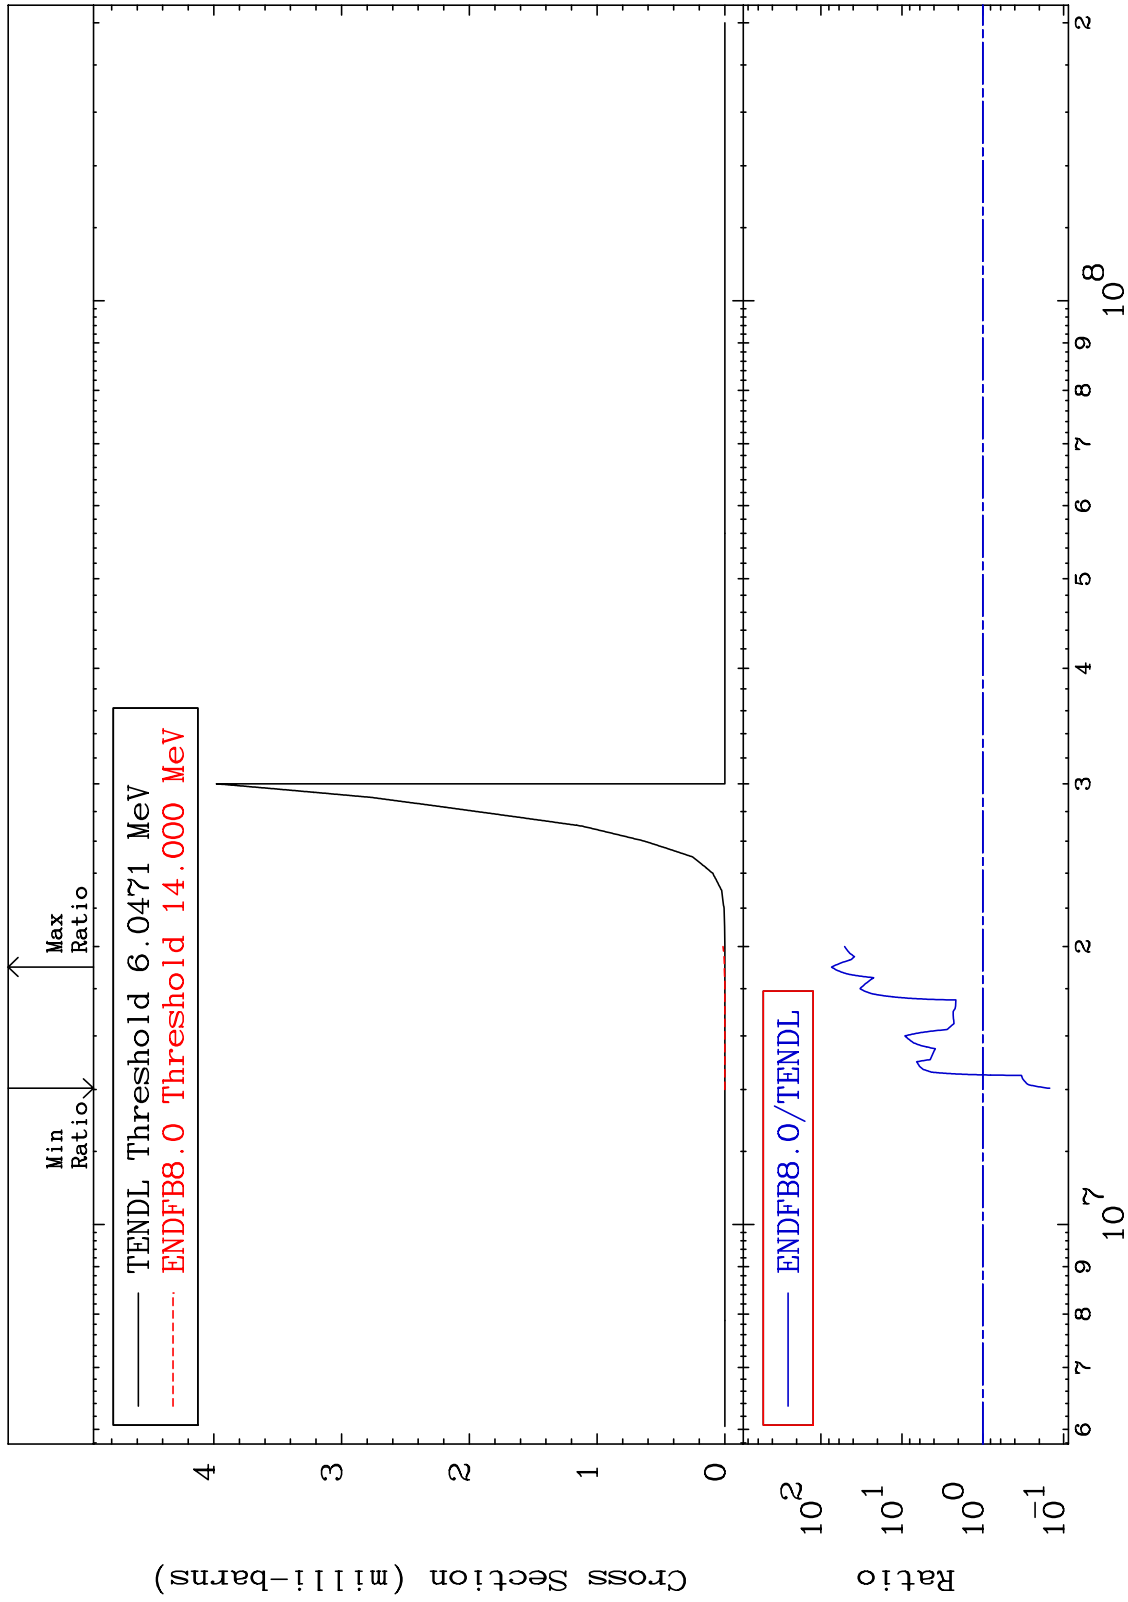 Min
Ratio
Max
Ratio
TENDL Threshold 6.0471 MeV
ENDFB8.0 Threshold 14.000 MeV
Cross Section (milli-barns)
4
3
2
1
0
ENDFB8.0/TENDL
Ratio
10^2
10^1
10^0
10^-1
6
7
8
9
10^7
2
3
4
5
6
7
8
9
10^8
2